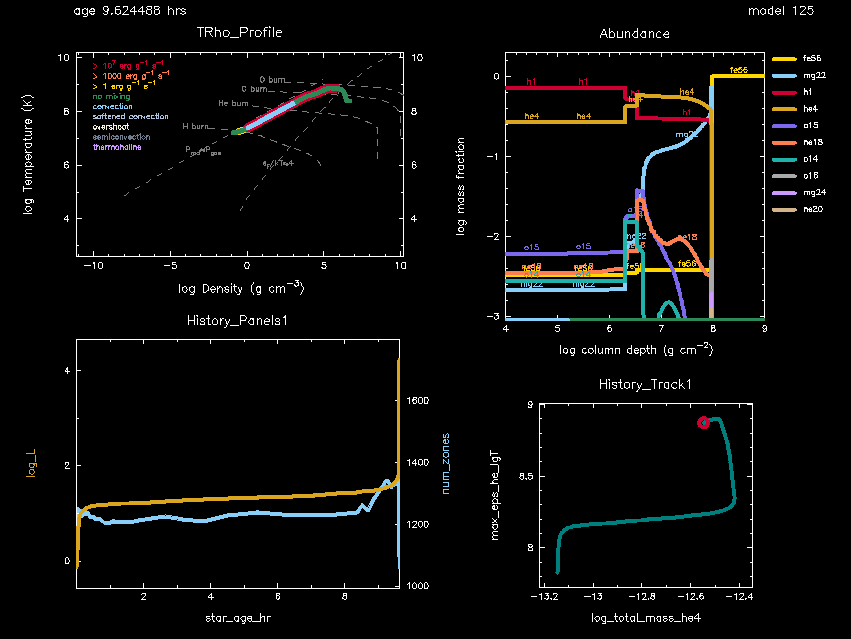 age 9.624488 hrs
model 125
TRho_Profile
> 10⁷ erg g⁻¹ s⁻¹
> 1000 erg g⁻¹ s⁻¹
> 1 erg g⁻¹ s⁻¹
no mixing
convection
softened convection
overshoot
semiconvection
thermohaline
O burn
C burn
He burn
H burn
10
8
6
4
10
8
6
4
−10
−5
0
5
10
log Temperature (K)
log Density (g cm⁻³)
Abundance
h1
h1
h1
he4
he4
he4
he4
mg22
o15
o15
ne18
fe56
fe56
mg22
mg22
fe56
0
−1
−2
−3
4
5
6
7
8
9
log mass fraction
log column depth (g cm⁻²)
fe56
mg22
h1
he4
o15
ne18
o14
o16
mg24
ne20
History_Panels1
4
2
0
1600
1400
1200
1000
2
4
6
8
log_L
num_zones
star_age_hr
History_Track1
9
8.5
8
−13.2
−13
−12.8
−12.6
−12.4
max_eps_he_lgT
log_total_mass_he4